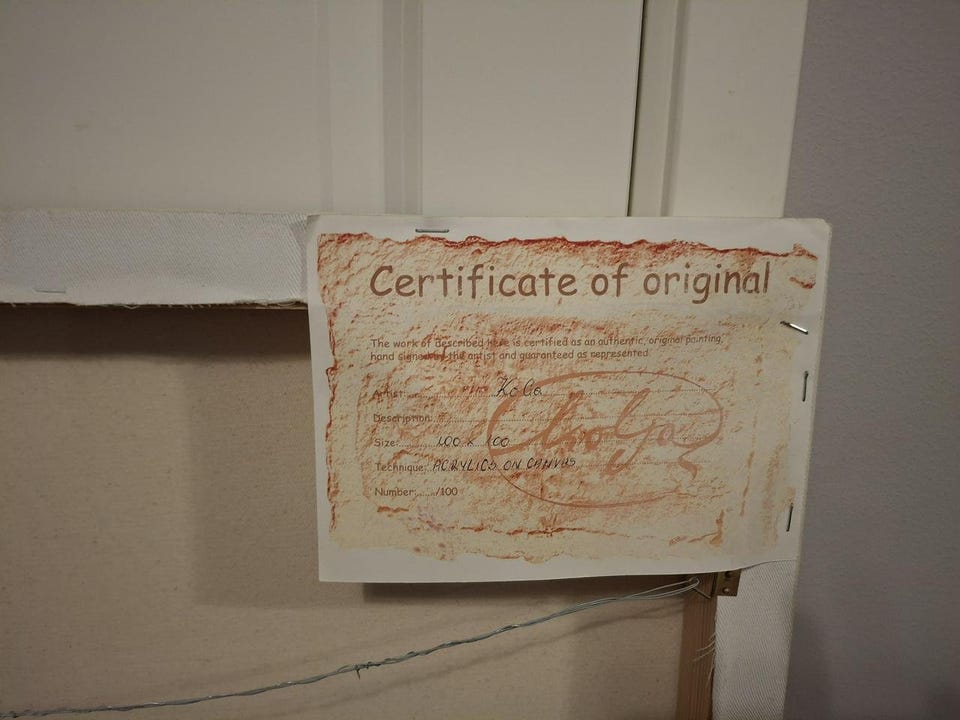 Certificate of original
The work of described here is certified as an authentic, original painting,
hand signed by the artist and guaranteed as represented
Artist:
Description:
Size: 100 x 100
Technique: ACRYLICS ON CANVAS
Number:....../100